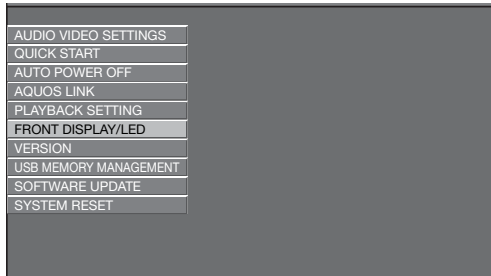 AUDIO VIDEO SETTINGS
QUICK START
AUTO POWER OFF
AQUOS LINK
PLAYBACK SETTING
FRONT DISPLAY/LED
VERSION
USB MEMORY MANAGEMENT
SOFTWARE UPDATE
SYSTEM RESET